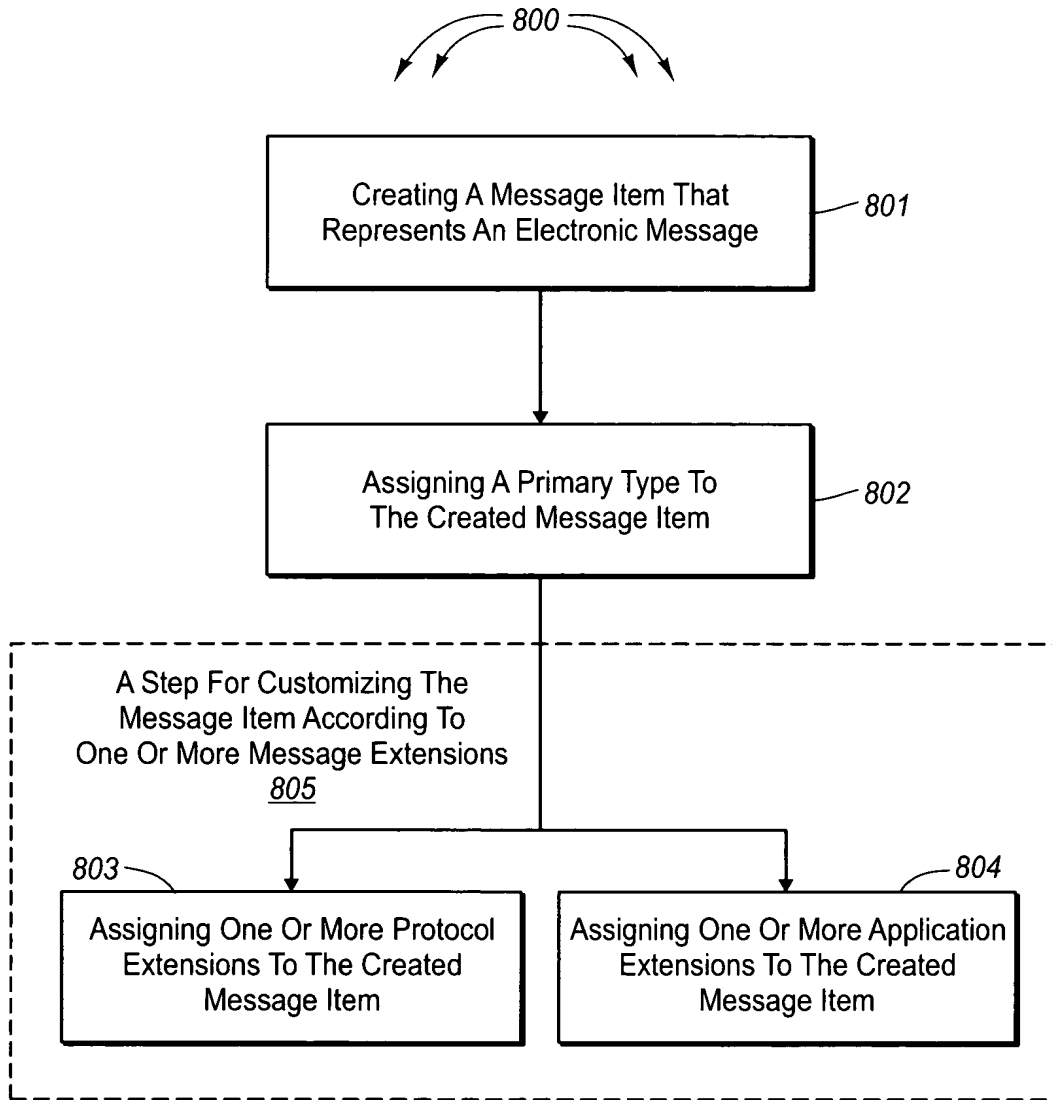 800
Creating A Message Item That
Represents An Electronic Message
801
Assigning A Primary Type To
The Created Message Item
802
A Step For Customizing The
Message Item According To
One Or More Message Extensions
805
803
Assigning One Or More Protocol
Extensions To The Created
Message Item
804
Assigning One Or More Application
Extensions To The Created
Message Item